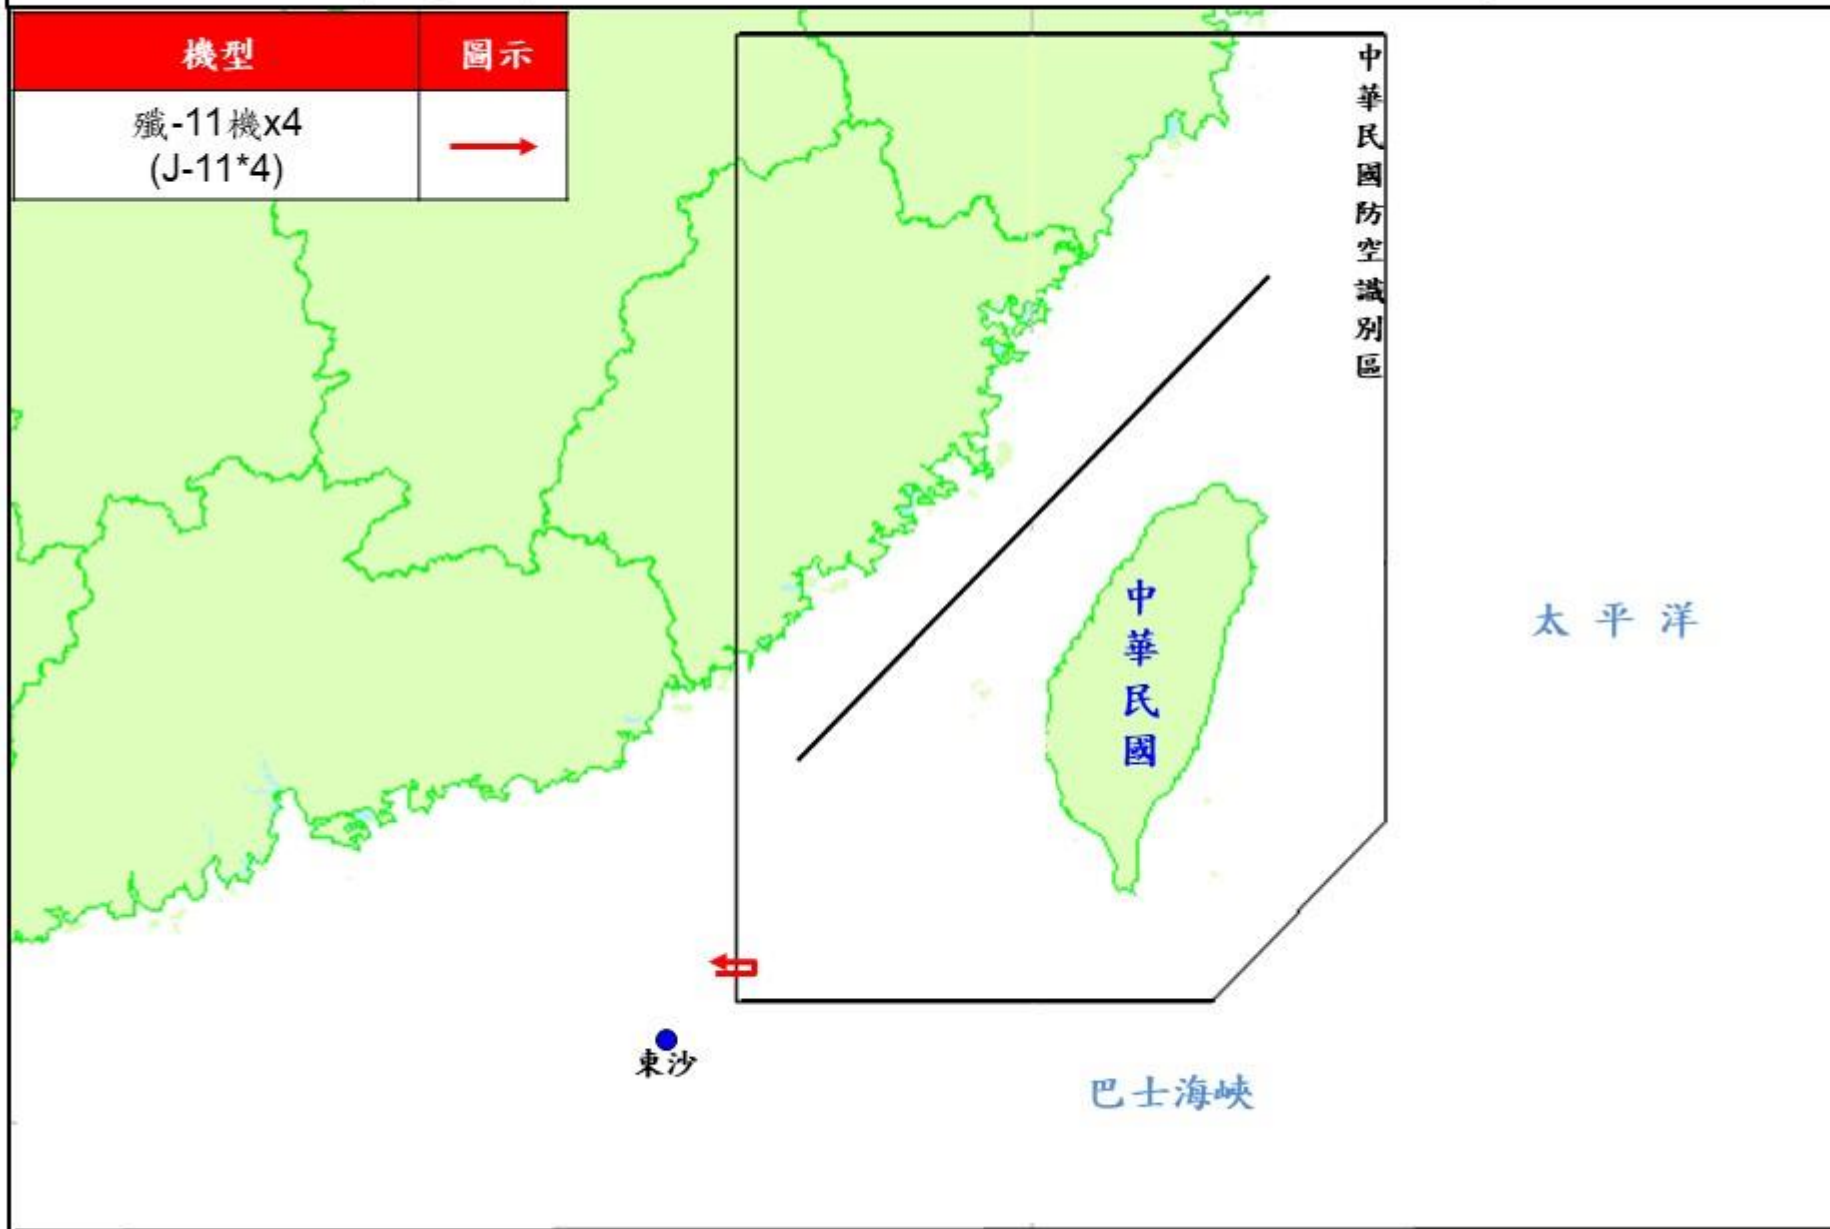 機型 圖示
殲-11機x4
(J-11*4)
中華民國防空識別區
中華民國
太平洋
東沙
巴士海峽